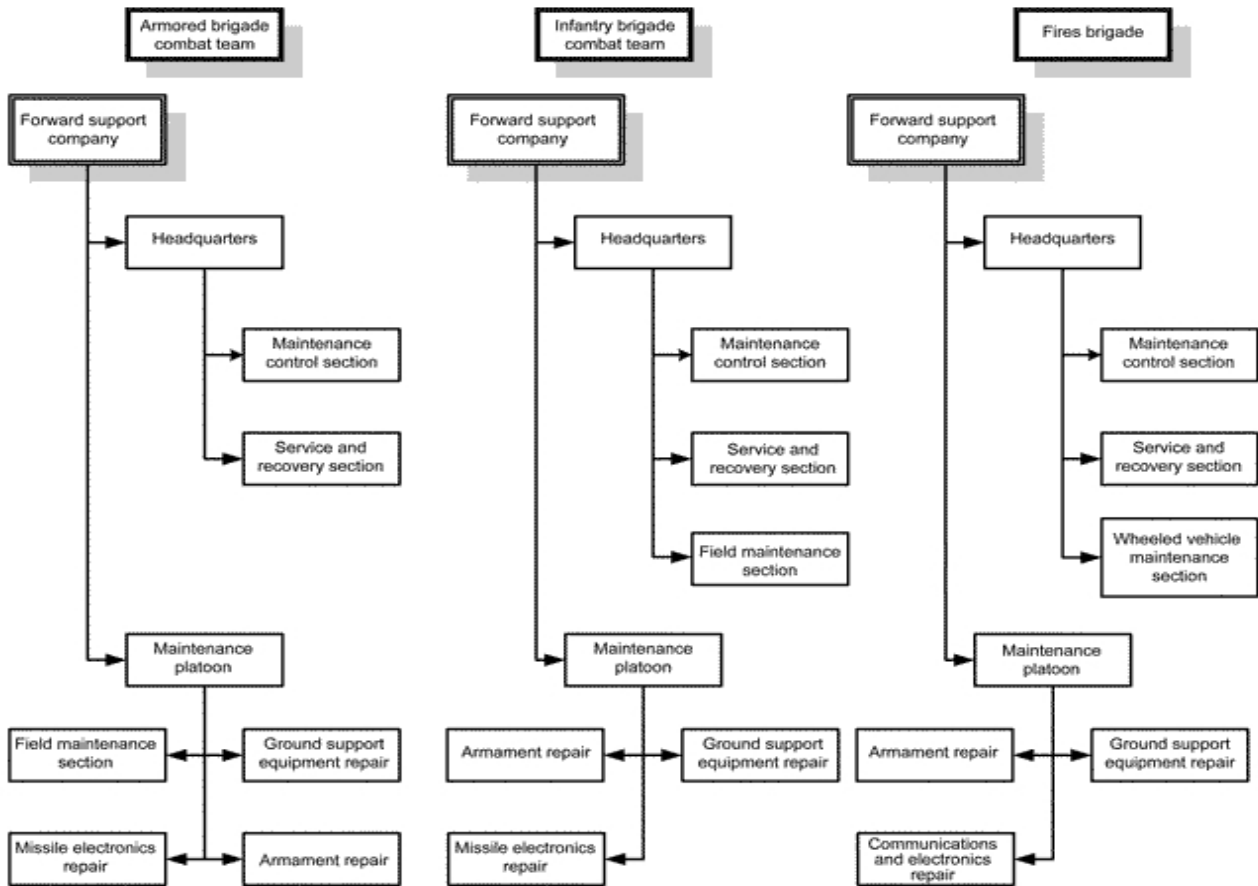 Armored brigade
combat team
Infantry brigade
combat team
Fires brigade
Forward support
company
Forward support
company
Forward support
company
Headquarters
Headquarters
Headquarters
Maintenance
control section
Maintenance
control section
Maintenance
control section
Service and
recovery section
Service and
recovery section
Service and
recovery section
Field maintenance
section
Wheeled vehicle
maintenance
section
Maintenance
platoon
Maintenance
platoon
Maintenance
platoon
Field maintenance
section
Ground support
equipment repair
Armament repair
Ground support
equipment repair
Armament repair
Ground support
equipment repair
Missile electronics
repair
Armament repair
Missile electronics
repair
Communications
and electronics
repair